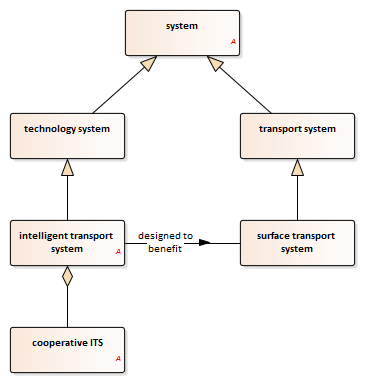 system
A
technology system
transport system
intelligent transport
system
A
designed to
benefit
surface transport
system
cooperative ITS
A